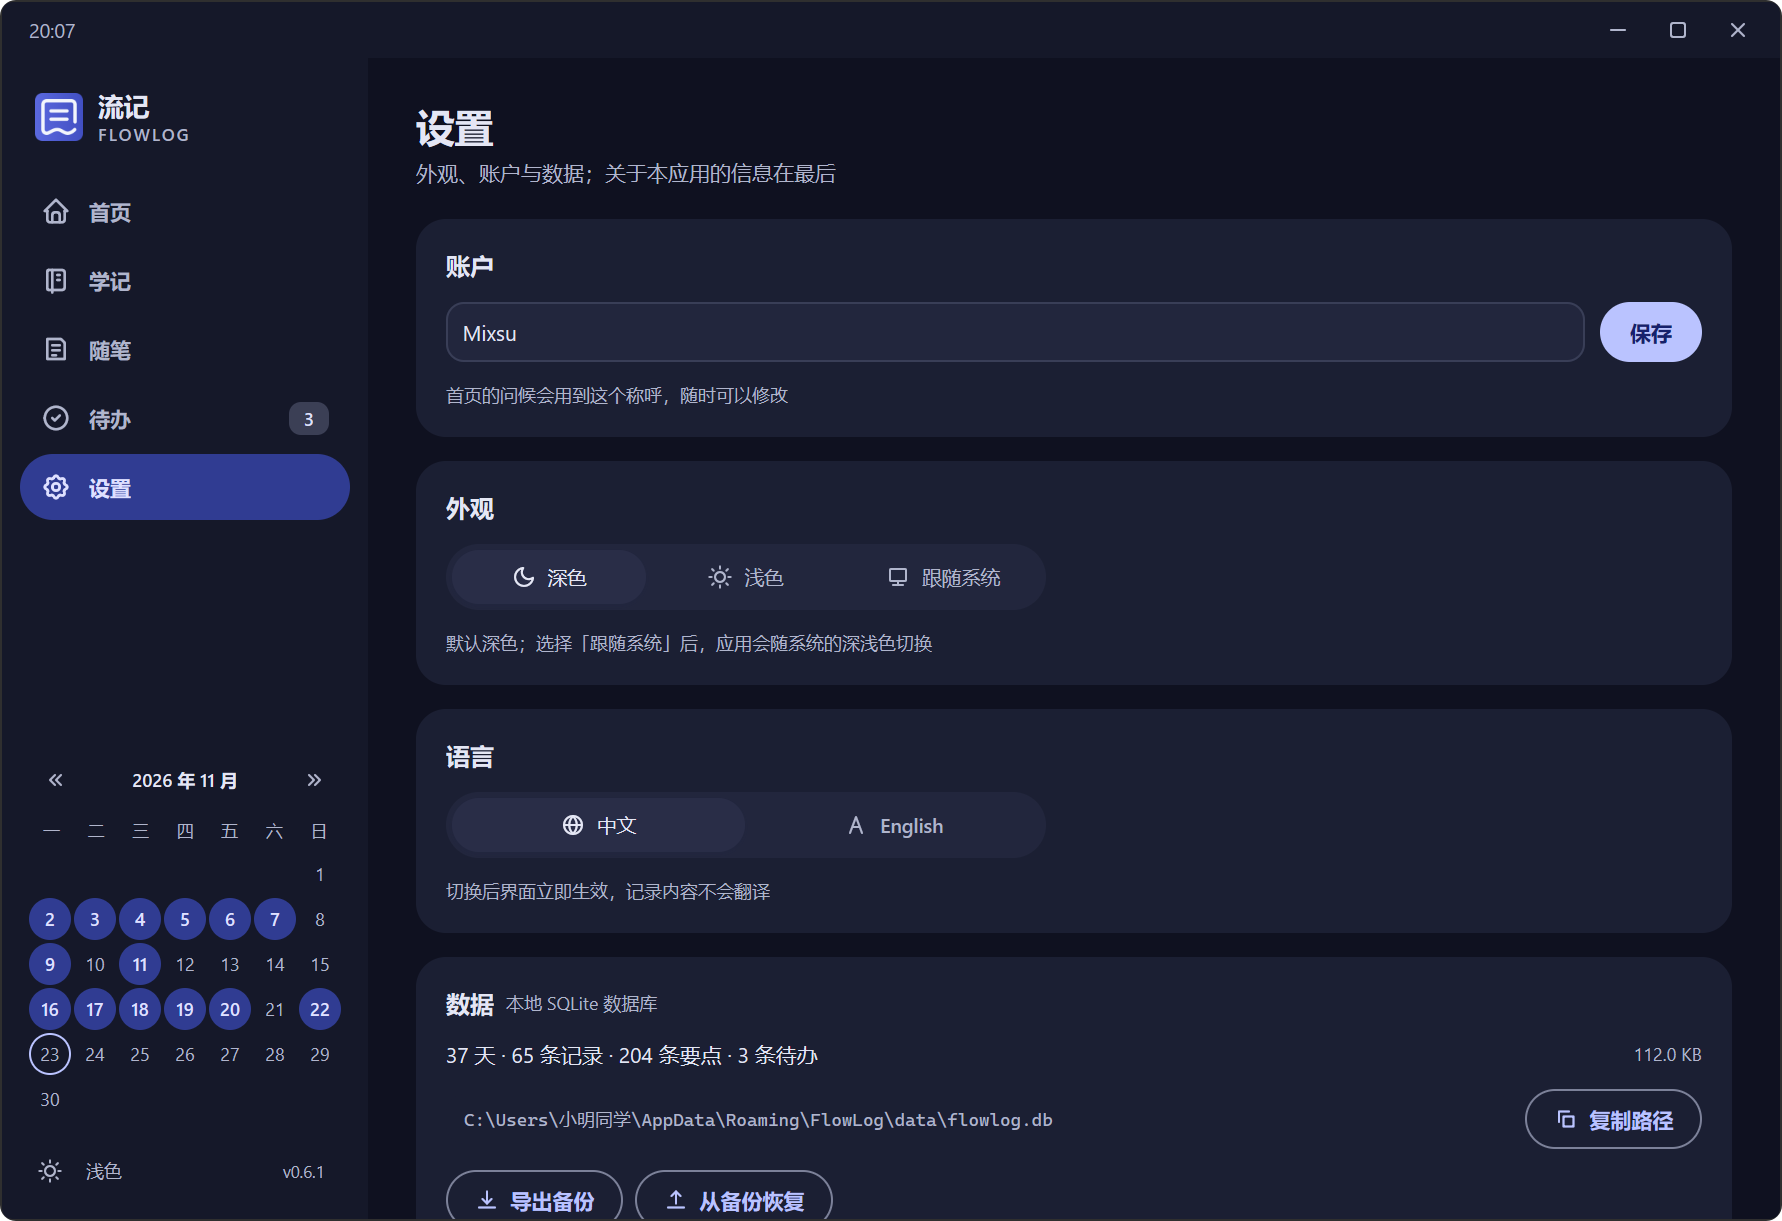 20:07
流记
FLOWLOG
首页
学记
随笔
待办 3
设置
2026 年 11 月
一 二 三 四 五 六 日
1
2 3 4 5 6 7 8
9 10 11 12 13 14 15
16 17 18 19 20 21 22
23 24 25 26 27 28 29
30
浅色 v0.6.1
设置
外观、账户与数据；关于本应用的信息在最后
账户
Mixsu 保存
首页的问候会用到这个称呼，随时可以修改
外观
深色 浅色 跟随系统
默认深色；选择「跟随系统」后，应用会随系统的深浅色切换
语言
中文 English
切换后界面立即生效，记录内容不会翻译
数据 本地 SQLite 数据库
37 天 · 65 条记录 · 204 条要点 · 3 条待办 112.0 KB
C:\Users\小明同学\AppData\Roaming\FlowLog\data\flowlog.db 复制路径
导出备份 从备份恢复